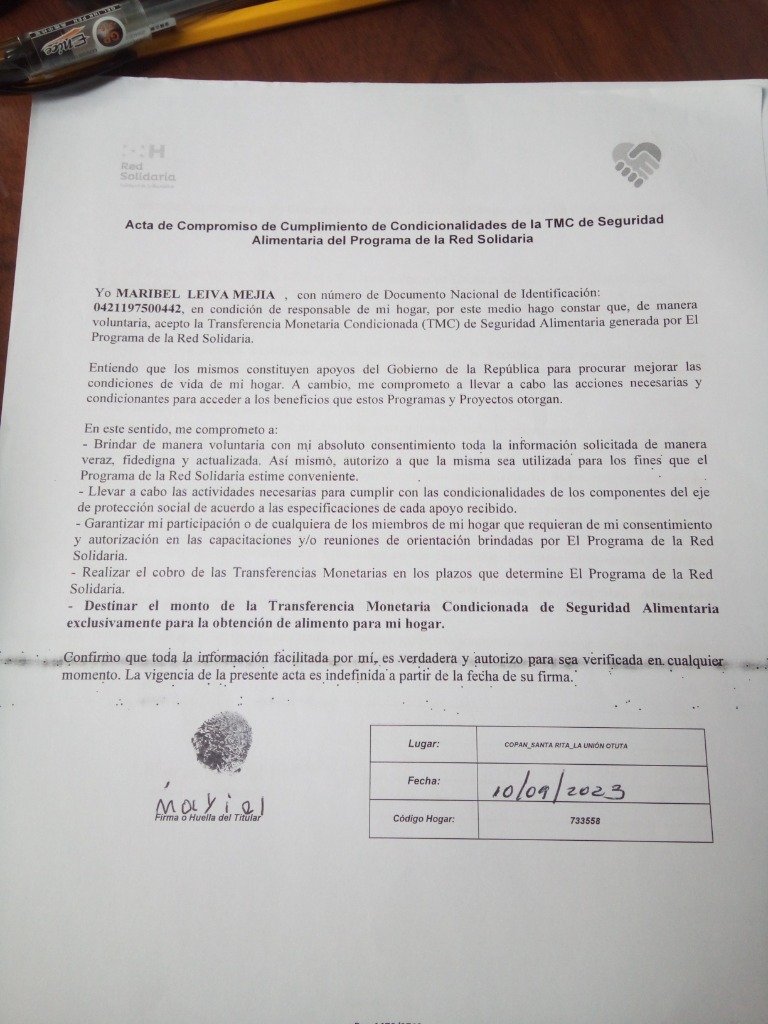 H
Red
Solidaria
Acta de Compromiso de Cumplimiento de Condicionalidades de la TMC de Seguridad
Alimentaria del Programa de la Red Solidaria
Yo MARIBEL LEIVA MEJIA , con número de Documento Nacional de Identificación:
0421197500442, en condición de responsable de mi hogar, por este medio hago constar que, de manera
voluntaria, acepto la Transferencia Monetaria Condicionada (TMC) de Seguridad Alimentaria generada por El
Programa de la Red Solidaria.
Entiendo que los mismos constituyen apoyos del Gobierno de la República para procurar mejorar las
condiciones de vida de mi hogar. A cambio, me comprometo a llevar a cabo las acciones necesarias y
condicionantes para acceder a los beneficios que estos Programas y Proyectos otorgan.
En este sentido, me comprometo a:
- Brindar de manera voluntaria con mi absoluto consentimiento toda la información solicitada de manera
veraz, fidedigna y actualizada. Así mismo, autorizo a que la misma sea utilizada para los fines que el
Programa de la Red Solidaria estime conveniente.
- Llevar a cabo las actividades necesarias para cumplir con las condicionalidades de los componentes del eje
de protección social de acuerdo a las especificaciones de cada apoyo recibido.
- Garantizar mi participación o de cualquiera de los miembros de mi hogar que requieran de mi consentimiento
y autorización en las capacitaciones y/o reuniones de orientación brindadas por El Programa de la Red
Solidaria.
- Realizar el cobro de las Transferencias Monetarias en los plazos que determine El Programa de la Red
Solidaria.
- Destinar el monto de la Transferencia Monetaria Condicionada de Seguridad Alimentaria
exclusivamente para la obtención de alimento para mi hogar.
Confirmo que toda la información facilitada por mí, es verdadera y autorizo para sea verificada en cualquier
momento. La vigencia de la presente acta es indefinida a partir de la fecha de su firma.
Firma o Huella del Titular
Lugar: COPAN_SANTA RITA_LA UNIÓN OTUTA
Fecha: 10/09/2023
Código Hogar: 733558